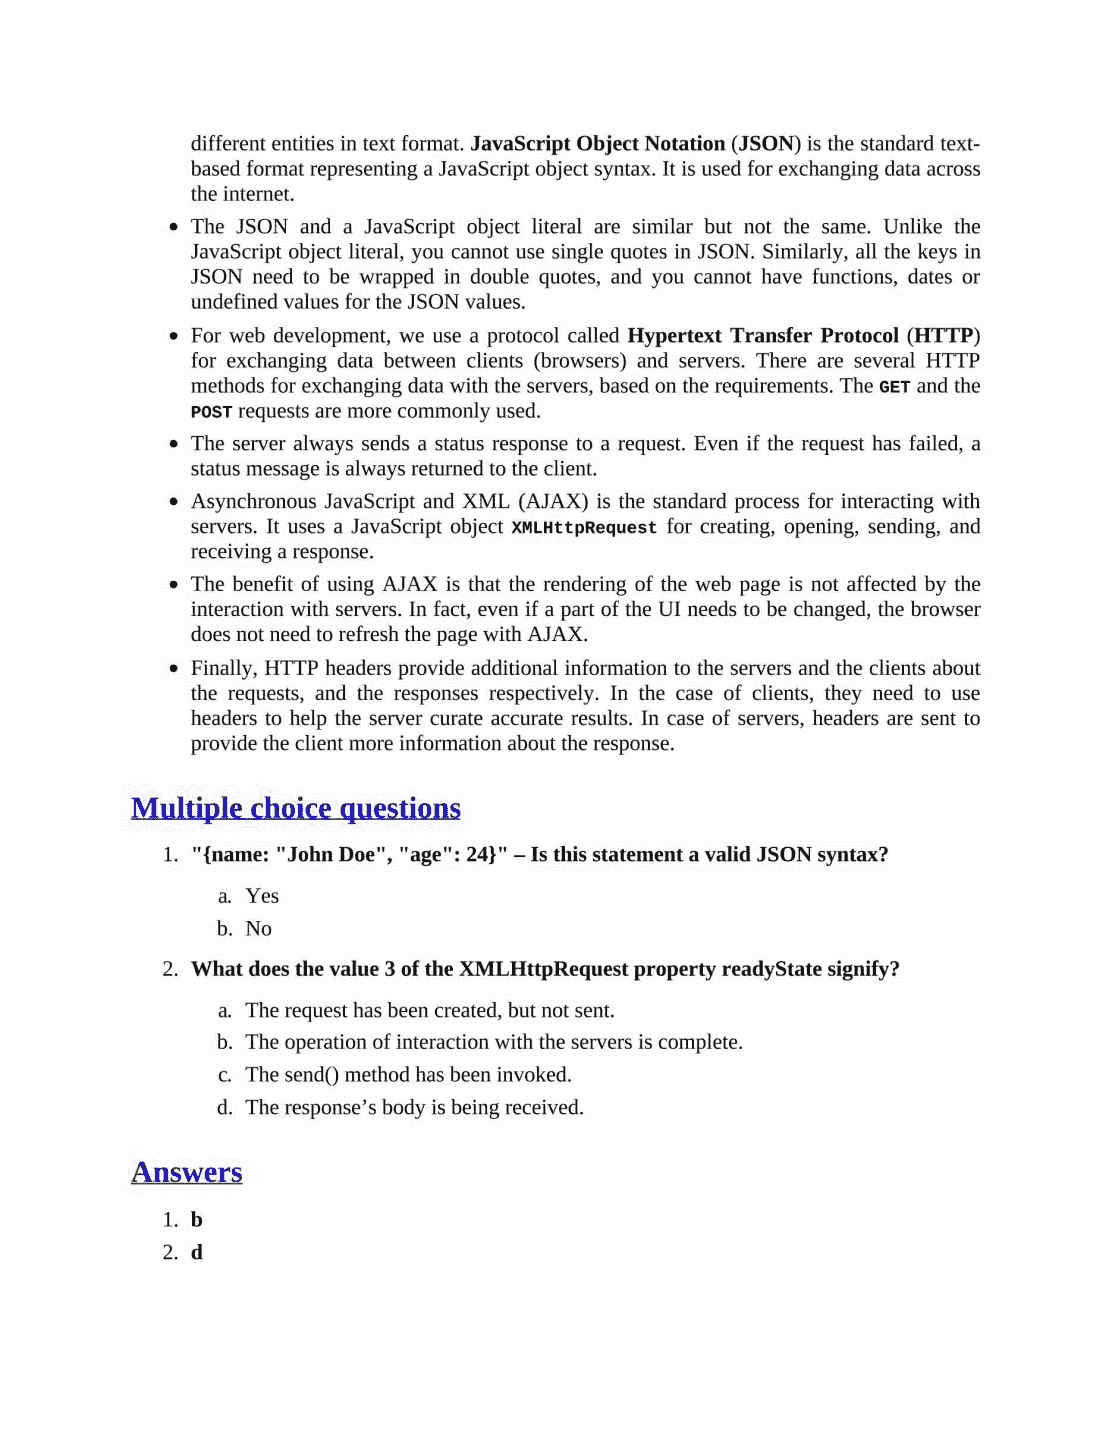 different entities in text format. JavaScript Object Notation (JSON) is the standard text-
based format representing a JavaScript object syntax. It is used for exchanging data across
the internet.
• The JSON and a JavaScript object literal are similar but not the same. Unlike the
JavaScript object literal, you cannot use single quotes in JSON. Similarly, all the keys in
JSON need to be wrapped in double quotes, and you cannot have functions, dates or
undefined values for the JSON values.
• For web development, we use a protocol called Hypertext Transfer Protocol (HTTP)
for exchanging data between clients (browsers) and servers. There are several HTTP
methods for exchanging data with the servers, based on the requirements. The GET and the
POST requests are more commonly used.
• The server always sends a status response to a request. Even if the request has failed, a
status message is always returned to the client.
• Asynchronous JavaScript and XML (AJAX) is the standard process for interacting with
servers. It uses a JavaScript object XMLHttpRequest for creating, opening, sending, and
receiving a response.
• The benefit of using AJAX is that the rendering of the web page is not affected by the
interaction with servers. In fact, even if a part of the UI needs to be changed, the browser
does not need to refresh the page with AJAX.
• Finally, HTTP headers provide additional information to the servers and the clients about
the requests, and the responses respectively. In the case of clients, they need to use
headers to help the server curate accurate results. In case of servers, headers are sent to
provide the client more information about the response.
Multiple choice questions
1. "{name: "John Doe", "age": 24}" – Is this statement a valid JSON syntax?
a. Yes
b. No
2. What does the value 3 of the XMLHttpRequest property readyState signify?
a. The request has been created, but not sent.
b. The operation of interaction with the servers is complete.
c. The send() method has been invoked.
d. The response’s body is being received.
Answers
1. b
2. d